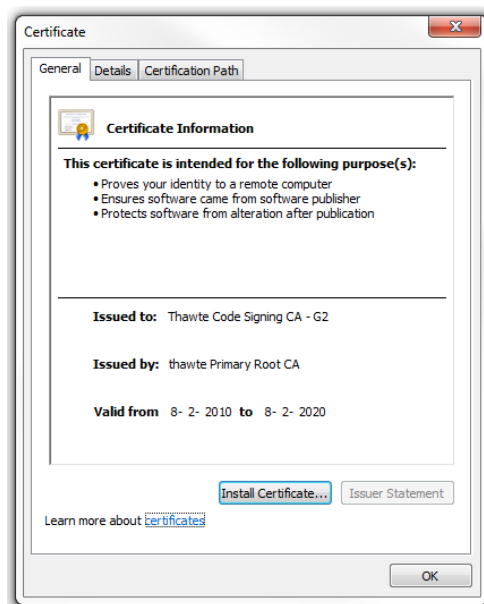 Certificate
General Details Certification Path
Certificate Information
This certificate is intended for the following purpose(s):
• Proves your identity to a remote computer
• Ensures software came from software publisher
• Protects software from alteration after publication
Issued to: Thawte Code Signing CA - G2
Issued by: thawte Primary Root CA
Valid from 8- 2- 2010 to 8- 2- 2020
Install Certificate... Issuer Statement
Learn more about certificates
OK